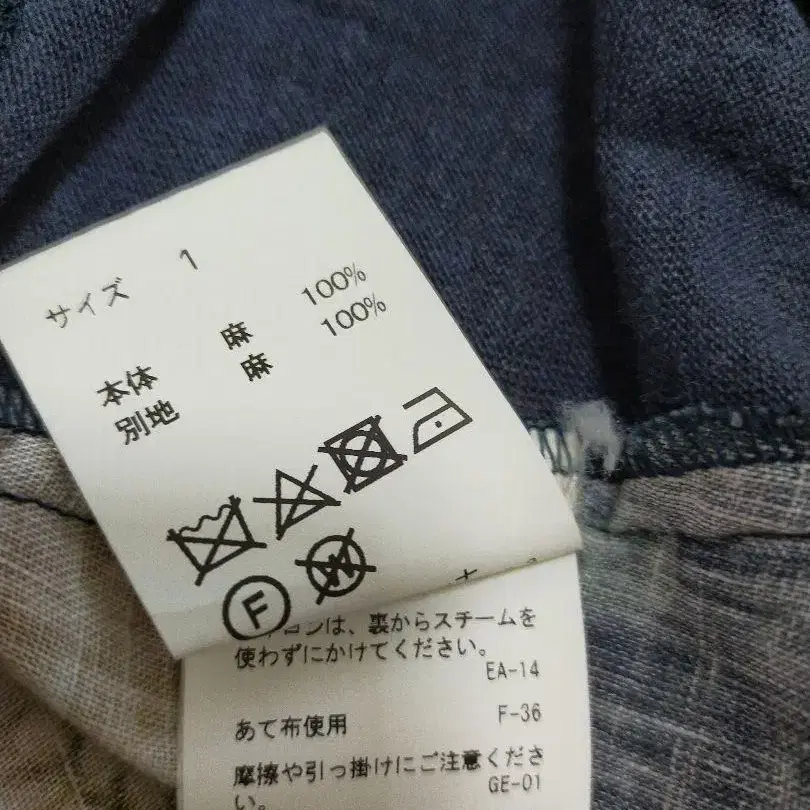 サイズ 1
本体 麻 100%
別地 麻 100%
F W
は、裏からスチームを
使わずにかけてください。
EA-14
あて布使用 F-36
摩擦や引っ掛けにご注意くださ
い。 GE-01